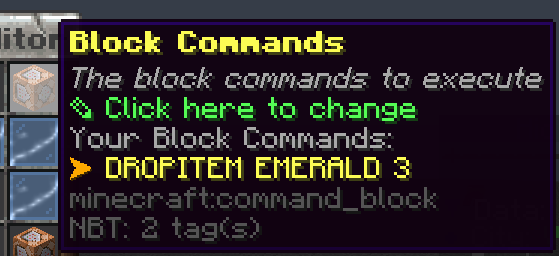 Block Commands
The block commands to execute
✎ Click here to change
Your Block Commands:
➤ DROPITEM EMERALD 3
minecraft:command_block
NBT: 2 tag(s)